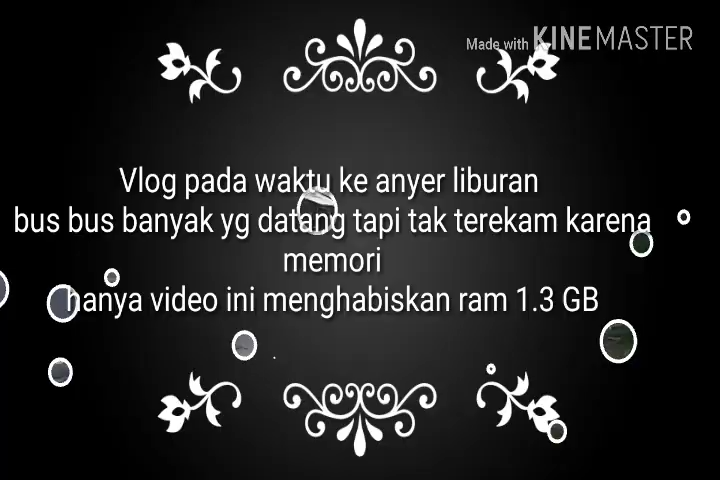 Made with KINEMASTER
Vlog pada waktu ke anyer liburan
bus bus banyak yg datang tapi tak terekam karena
memori
hanya video ini menghabiskan ram 1.3 GB